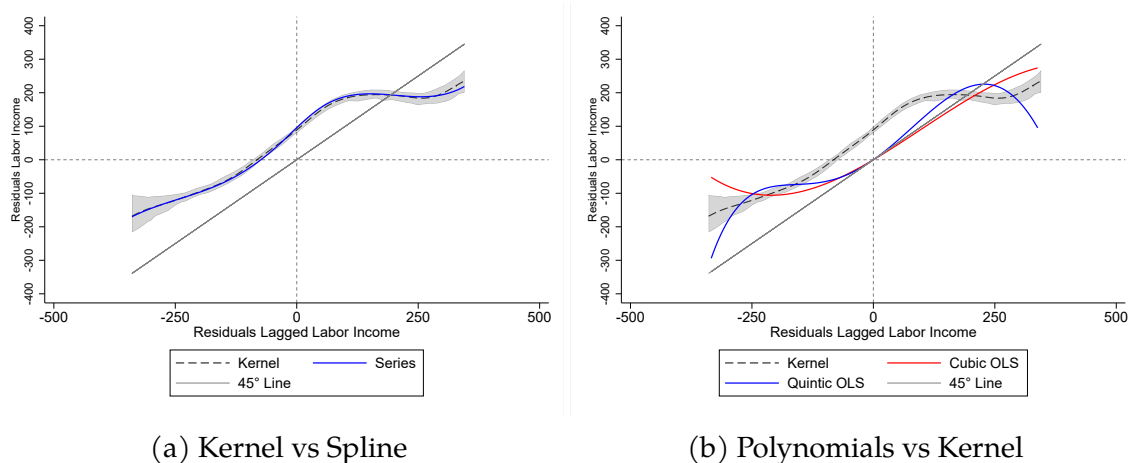 Residuals Labor Income
400
300
200
100
0
-100
-200
-300
-400
-500
-250
0
250
500
Residuals Lagged Labor Income
Kernel
Series
45° Line
(a) Kernel vs Spline
Residuals Labor Income
400
300
200
100
0
-100
-200
-300
-400
-500
-250
0
250
500
Residuals Lagged Labor Income
Kernel
Cubic OLS
Quintic OLS
45° Line
(b) Polynomials vs Kernel